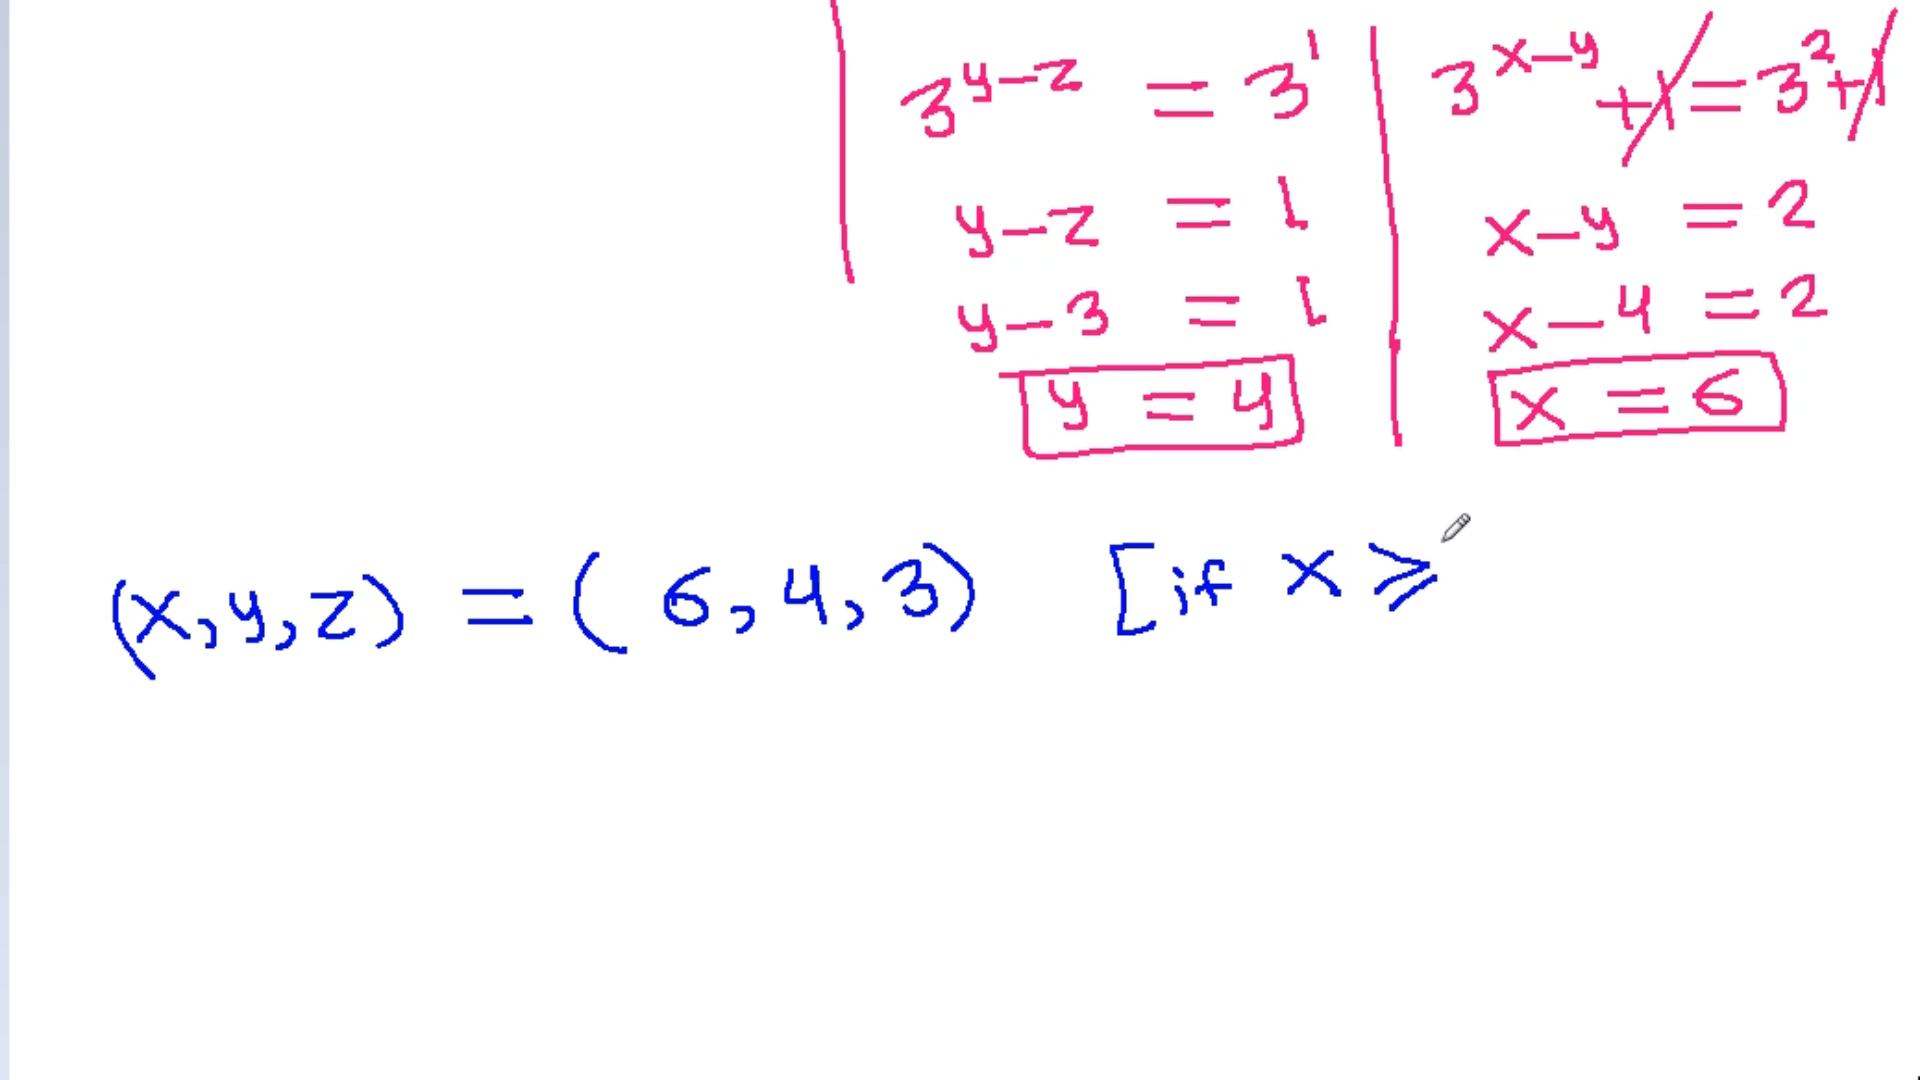 3^{y-z} = 3^1
y-z = 1
y-3 = 1
y = 4
3^{x-y} +1 = 3^2+1
x-y = 2
x-4 = 2
x = 6
(x,y,z) = ( 6, 4, 3) [if x ≥